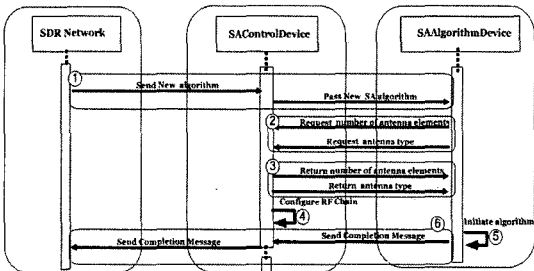 SDR Network
SAControlDevice
SAAlgorithmDevice
1
Send New algorithm
Pass New SA algorithm
2
Request number of antenna elements
Request antenna type
3
Return number of antenna elements
Return antenna type
Configure RF Chain
4
6
Initiate algorithm
Send Completion Message
5
Send Completion Message